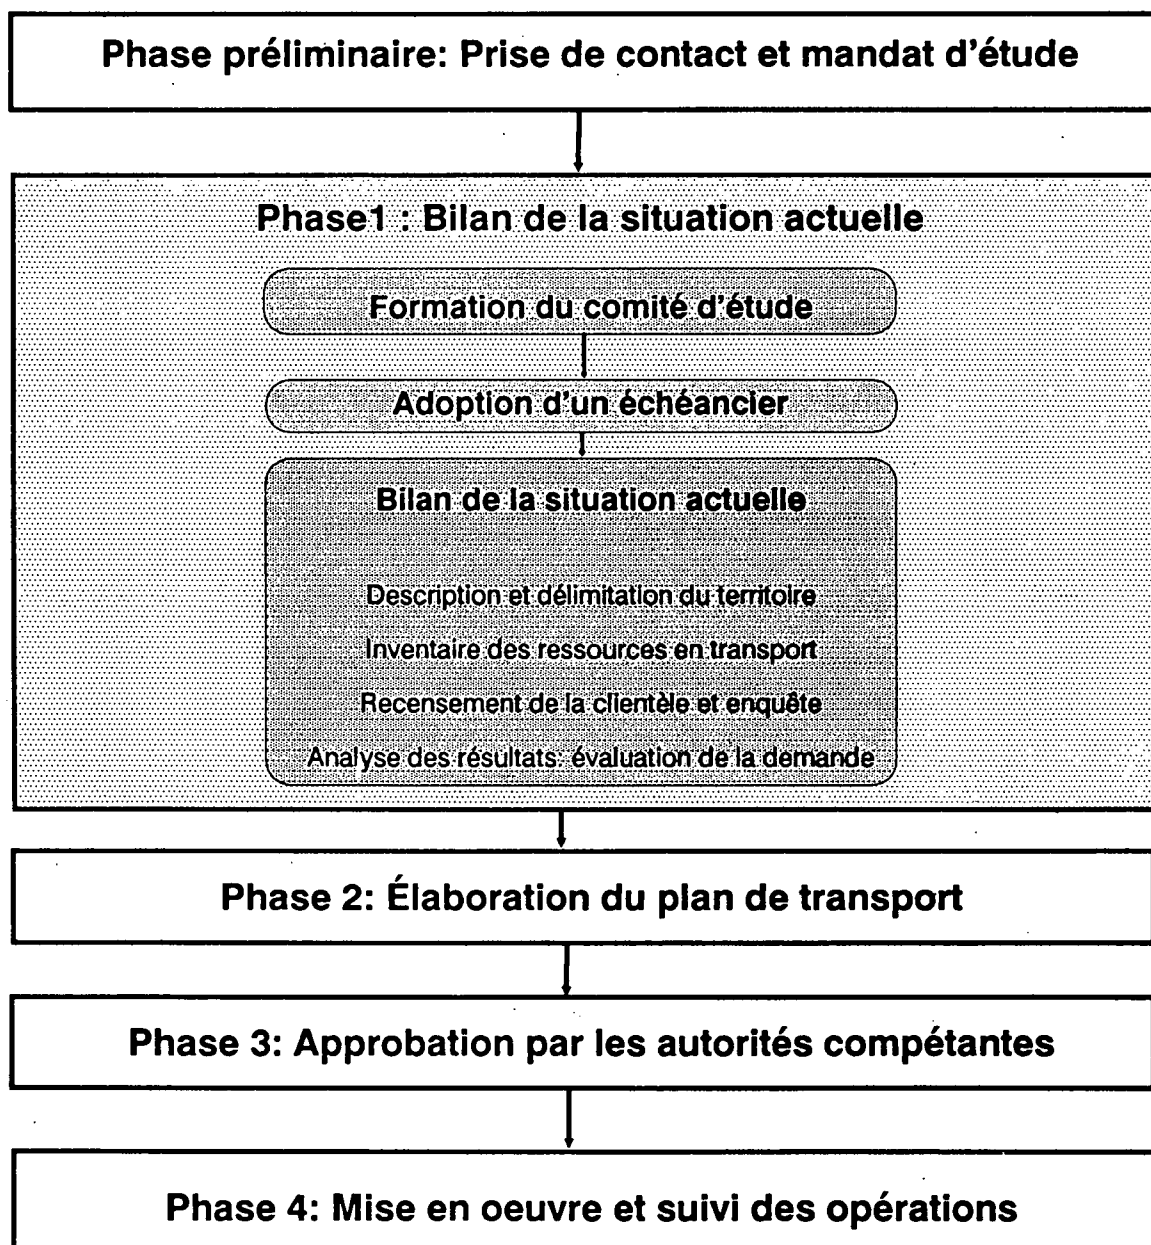 Phase préliminaire: Prise de contact et mandat d'étude
Phase1 : Bilan de la situation actuelle
Formation du comité d'étude
Adoption d'un échéancier
Bilan de la situation actuelle
Description et délimitation du territoire
Inventaire des ressources en transport
Recensement de la clientèle et enquête
Analyse des résultats: évaluation de la demande
Phase 2: Élaboration du plan de transport
Phase 3: Approbation par les autorités compétantes
Phase 4: Mise en oeuvre et suivi des opérations